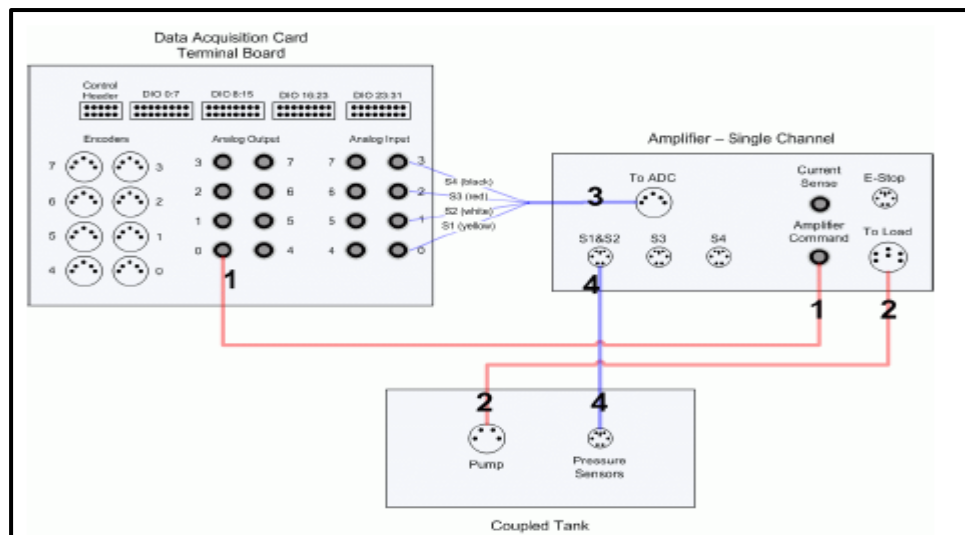 Data Acquisition Card
Terminal Board
Control
Header
DIO 0:7
DIO 8:15
DIO 16:23
DIO 23:31
Encoders
Analog Output
Analog Input
7
3
3
7
7
3
6
2
2
6
6
2
5
1
1
5
5
1
4
0
0
4
4
0
S4 (black)
S3 (red)
S2 (white)
S1 (yellow)
1
3
Amplifier – Single Channel
To ADC
Current
Sense
E-Stop
S1&S2
S3
S4
Amplifier
Command
To Load
4
1
2
2
4
Pump
Pressure
Sensors
Coupled Tank